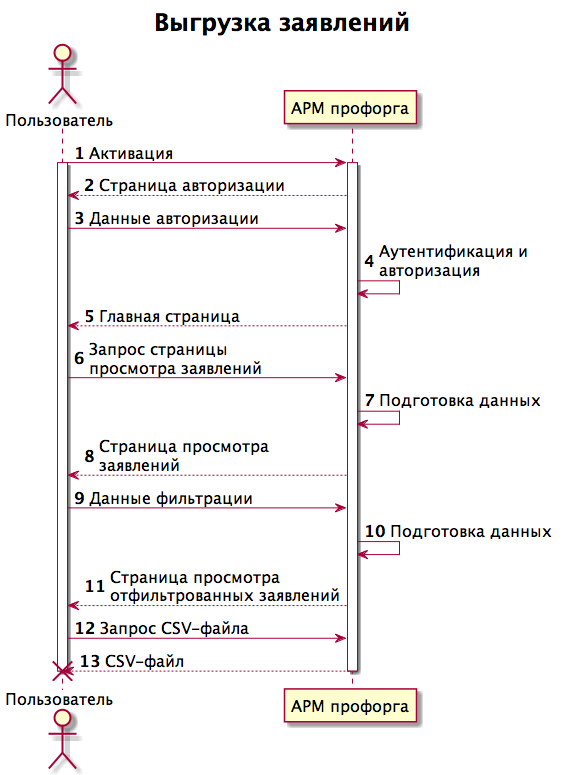 Выгрузка заявлений
Пользователь
АРМ профорга
1 Активация
2 Страница авторизации
3 Данные авторизации
4 Аутентификация и
авторизация
5 Главная страница
6 Запрос страницы
просмотра заявлений
7 Подготовка данных
8 Страница просмотра
заявлений
9 Данные фильтрации
10 Подготовка данных
11 Страница просмотра
отфильтрованных заявлений
12 Запрос CSV-файла
13 CSV-файл
Пользователь
АРМ профорга